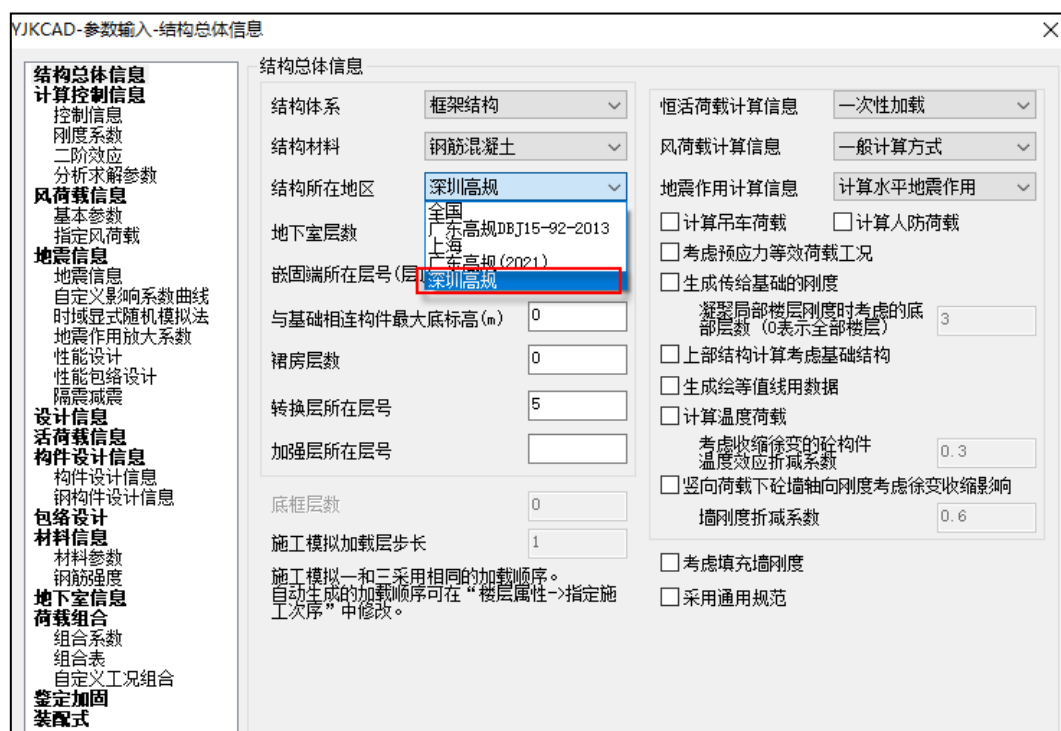 YJKCAD-参数输入-结构总体信息
结构总体信息
计算控制信息
控制信息
刚度系数
二阶效应
分析求解参数
风荷载信息
基本参数
指定风荷载
地震信息
地震信息
自定义影响系数曲线
时域显式随机模拟法
地震作用放大系数
性能设计
性能包络设计
隔震减震
设计信息
活荷载信息
构件设计信息
构件设计信息
钢构件设计信息
包络设计
材料信息
材料参数
钢筋强度
地下室信息
荷载组合
组合系数
组合表
自定义工况组合
鉴定加固
装配式
结构总体信息
结构体系 框架结构
结构材料 钢筋混凝土
结构所在地区 深圳高规
全国
广东高规DBJ15-92-2013
上海
广东高规(2021)
深圳高规
地下室层数
嵌固端所在层号(层
与基础相连构件最大底标高(m) 0
裙房层数 0
转换层所在层号 5
加强层所在层号
底框层数 0
施工模拟加载层步长 1
施工模拟一和三采用相同的加载顺序。
自动生成的加载顺序可在“楼层属性->指定施
工次序”中修改。
恒活荷载计算信息 一次性加载
风荷载计算信息 一般计算方式
地震作用计算信息 计算水平地震作用
计算吊车荷载 计算人防荷载
考虑预应力等效荷载工况
生成传给基础的刚度
凝聚局部楼层刚度时考虑的底
部层数（0表示全部楼层） 3
上部结构计算考虑基础结构
生成绘等值线用数据
计算温度荷载
考虑收缩徐变的砼构件
温度效应折减系数 0.3
竖向荷载下砼墙轴向刚度考虑徐变收缩影响
墙刚度折减系数 0.6
考虑填充墙刚度
采用通用规范